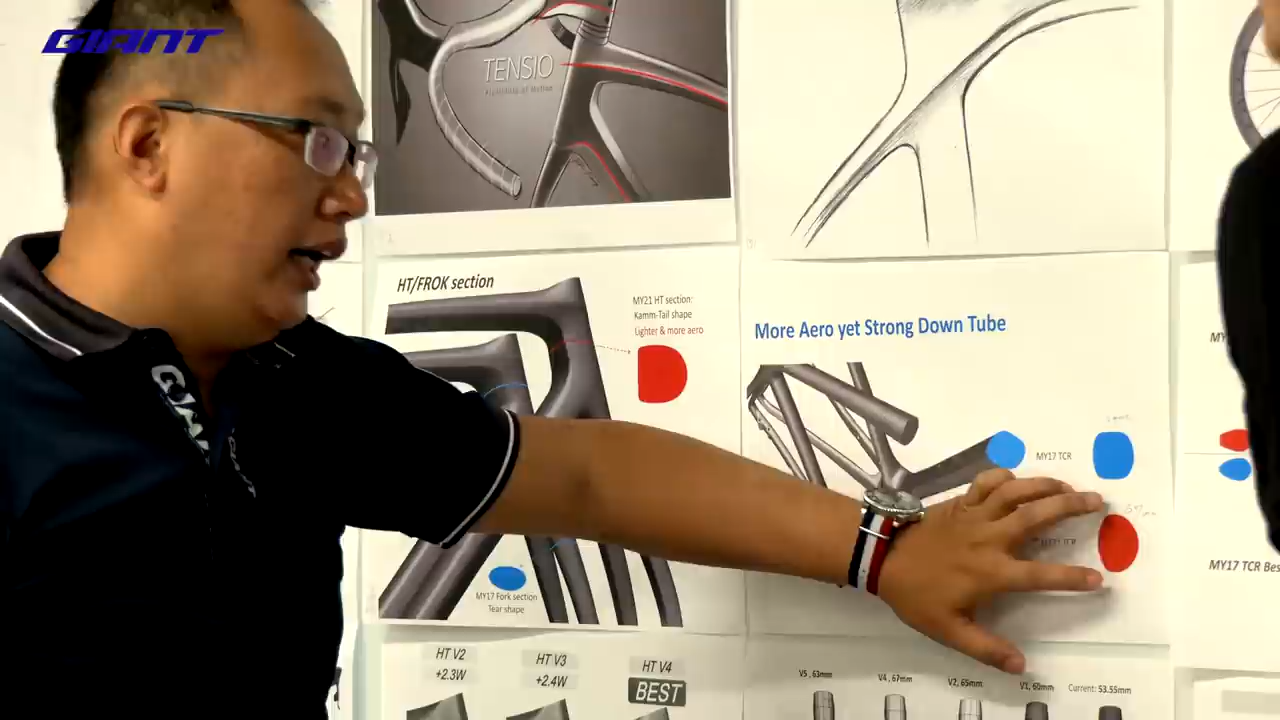 GIANT
TENSIO
HT/FROK section
MY21 HT section:
Kamm-Tail shape
Lighter & more aero
More Aero yet Strong Down Tube
MY17 TCR
MY
MY17 Fork section
Tear shape
MY17 TCR Bes
HT V2
+2.3W
HT V3
+2.4W
HT V4
BEST
V5 , 63mm
V4 , 67mm
V2, 65mm
V1, 60mm
Current: 53.55mm